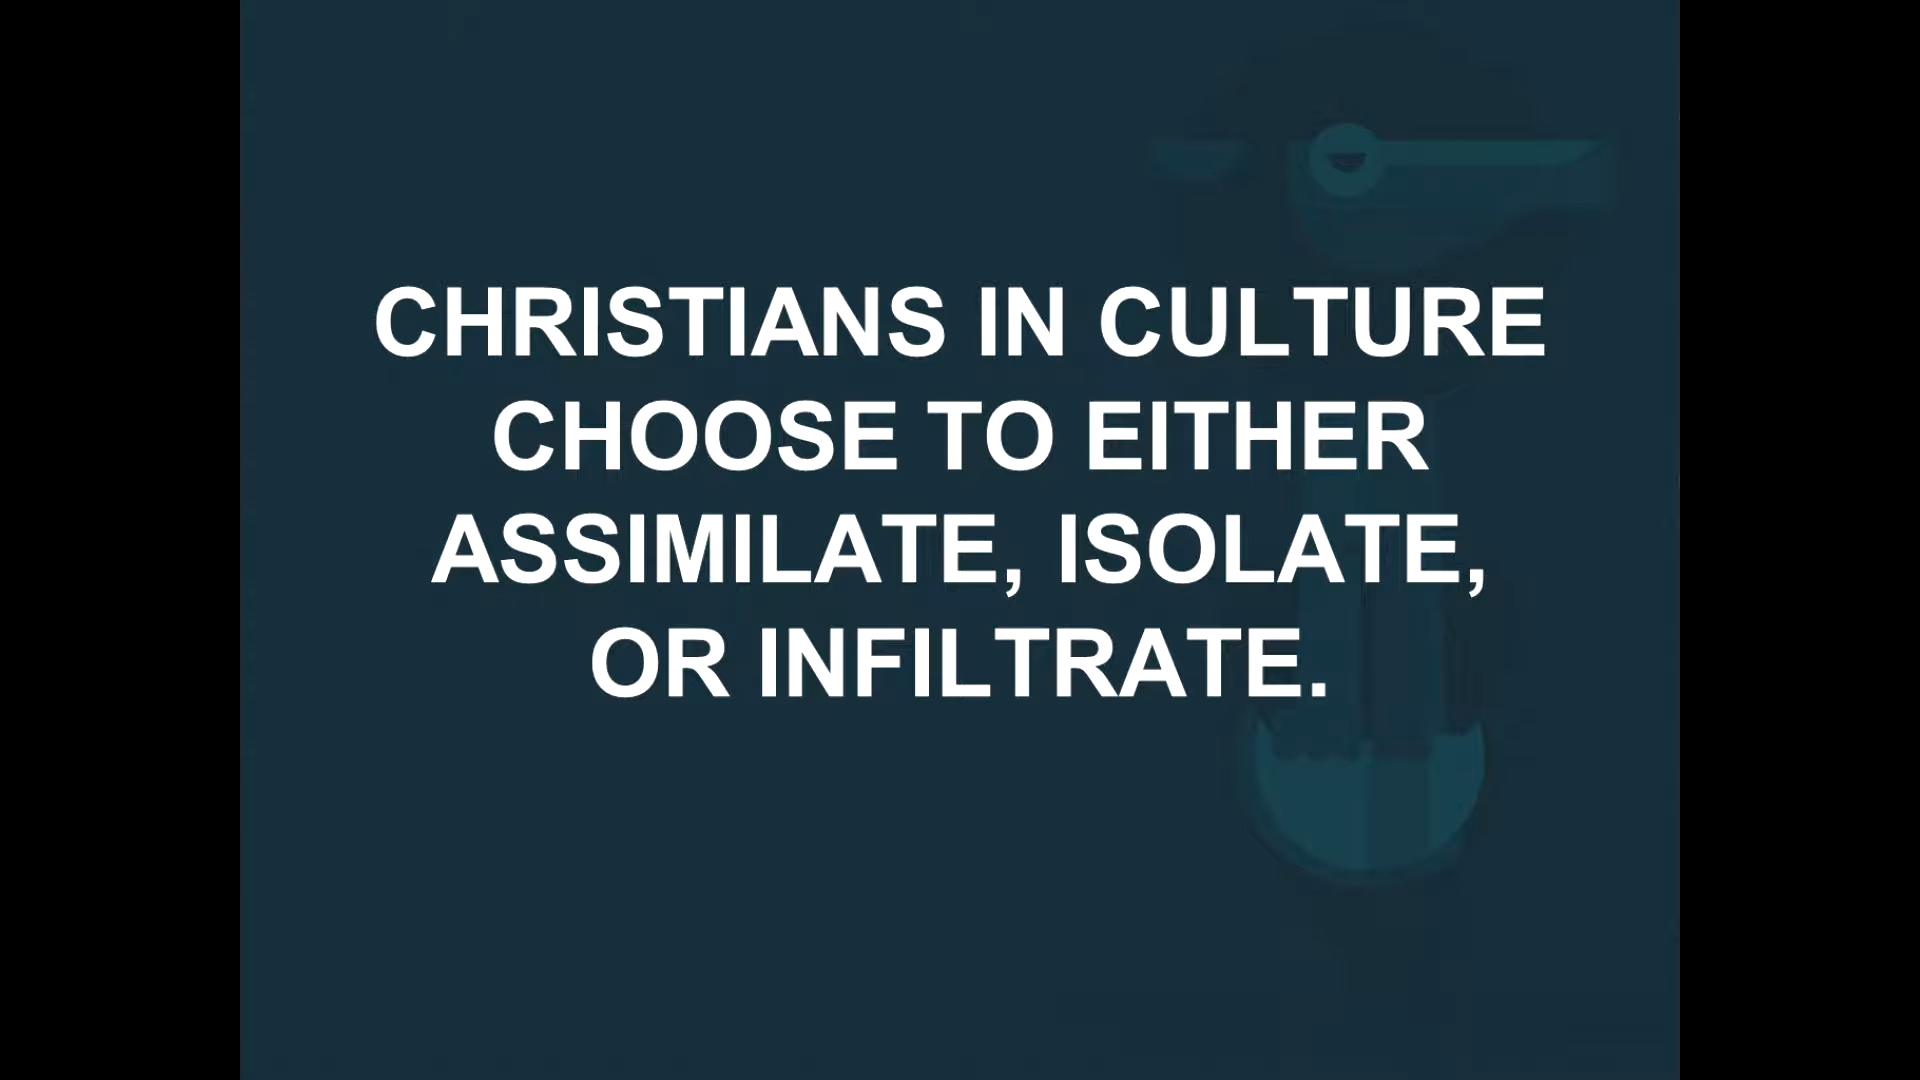 CHRISTIANS IN CULTURE
CHOOSE TO EITHER
ASSIMILATE, ISOLATE,
OR INFILTRATE.